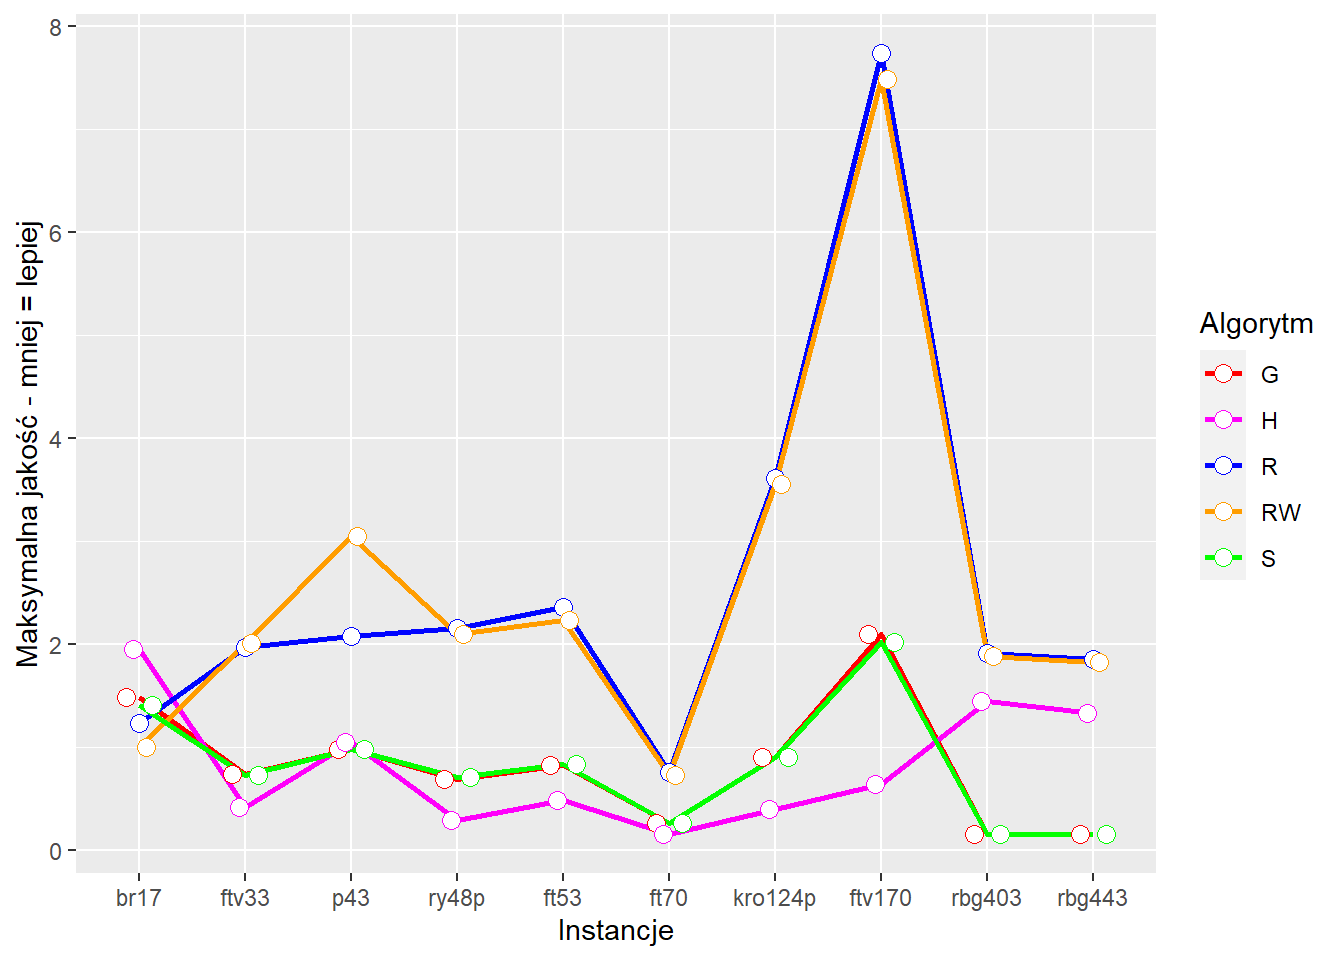 8
6
4
2
0
Maksymalna jakość - mniej = lepiej
br17 ftv33 p43 ry48p ft53 ft70 kro124p ftv170 rbg403 rbg443
Instancje
Algorytm
G
H
R
RW
S